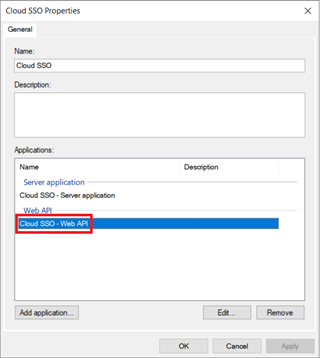 Cloud SSO Properties
General
Name:
Cloud SSO
Description:
Applications:
Name Description
Server application
Cloud SSO - Server application
Web API
Cloud SSO - Web API
Add application... Edit... Remove
OK Cancel Apply